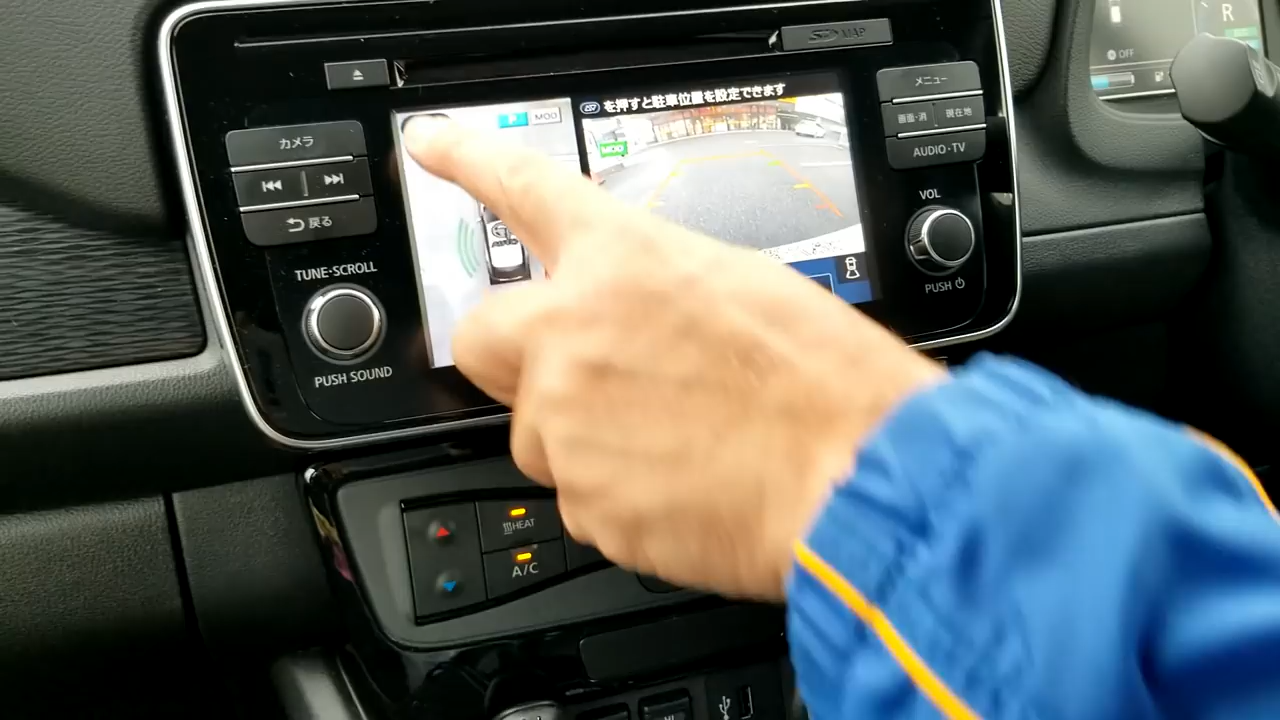 SD MAP
R
OFF
メニュー
画面・消
現在地
AUDIO・TV
VOL
PUSH
カメラ
戻る
TUNE・SCROLL
PUSH SOUND
P
MOD
を押すと駐車位置を設定できます
MOD
AUTO
HEAT
A/C